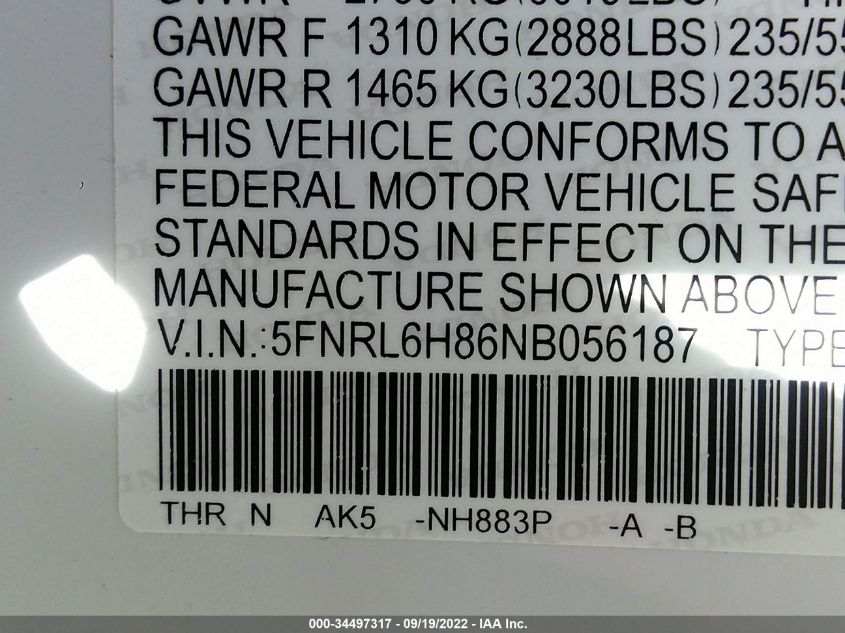 GAWR F 1310 KG(2888LBS) 235/55
GAWR R 1465 KG(3230LBS) 235/55
THIS VEHICLE CONFORMS TO A
FEDERAL MOTOR VEHICLE SAF
STANDARDS IN EFFECT ON THE
MANUFACTURE SHOWN ABOVE
V.I.N.:5FNRL6H86NB056187 TYPE
THR N AK5 -NH883P -A -B
000-34497317 - 09/19/2022 - IAA Inc.